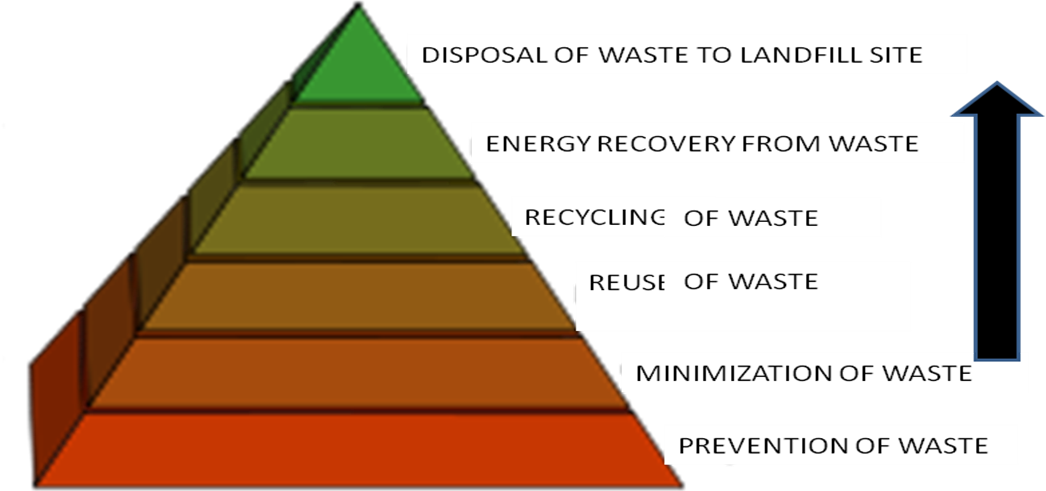 DISPOSAL OF WASTE TO LANDFILL SITE
ENERGY RECOVERY FROM WASTE
RECYCLING OF WASTE
REUSE OF WASTE
MINIMIZATION OF WASTE
PREVENTION OF WASTE